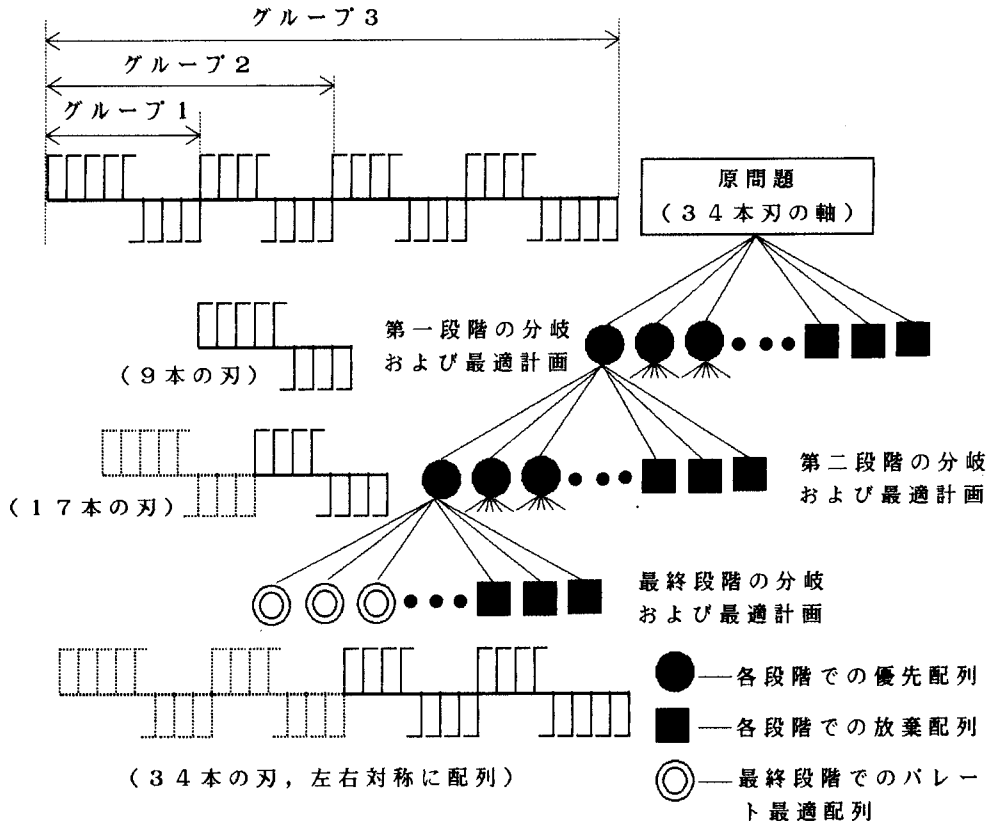 グループ3
グループ2
グループ1
原問題
(34本刃の軸)
第一段階の分岐
および最適計画
(9本の刃)
第二段階の分岐
および最適計画
(17本の刃)
最終段階の分岐
および最適計画
各段階での優先配列
各段階での放棄配列
最終段階でのパレー
ト最適配列
(34本の刃,左右対称に配列)